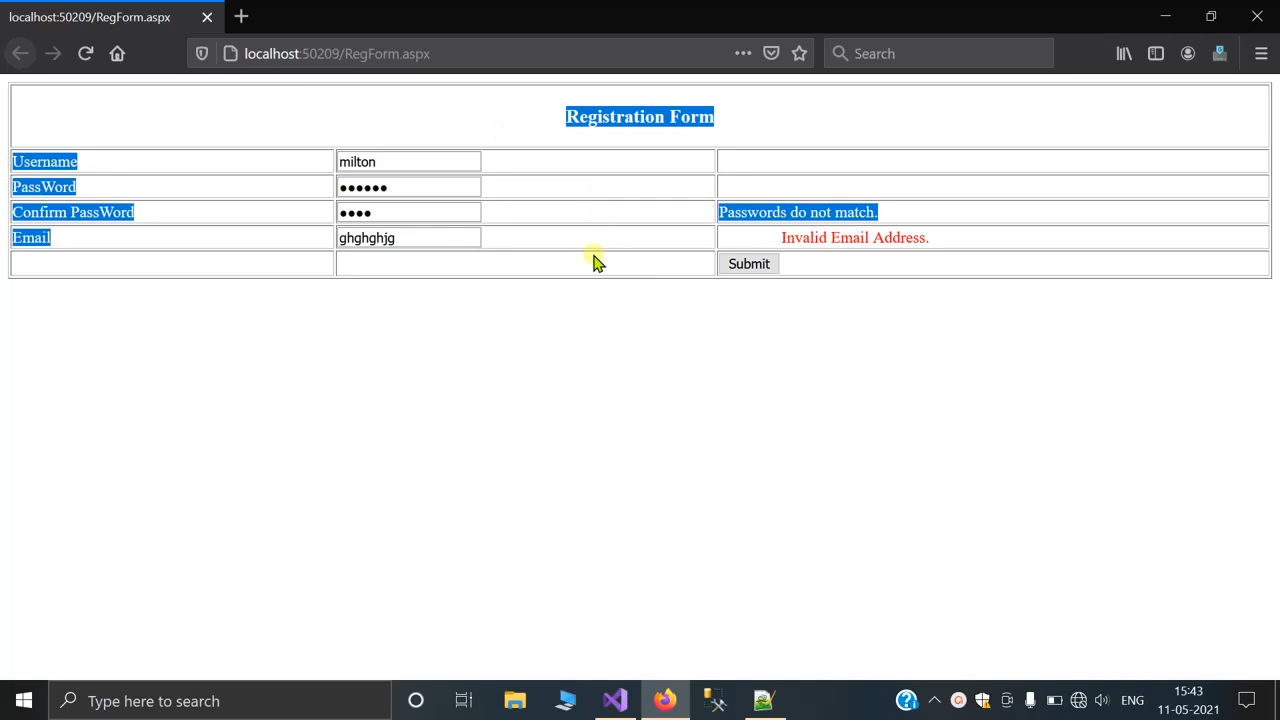 localhost:50209/RegForm.aspx
localhost:50209/RegForm.aspx
Search
Registration Form
Username
milton
PassWord
••••••
Confirm PassWord
••••
Passwords do not match.
Email
ghghghjg
Invalid Email Address.
Submit
Type here to search
ENG
15:43
11-05-2021